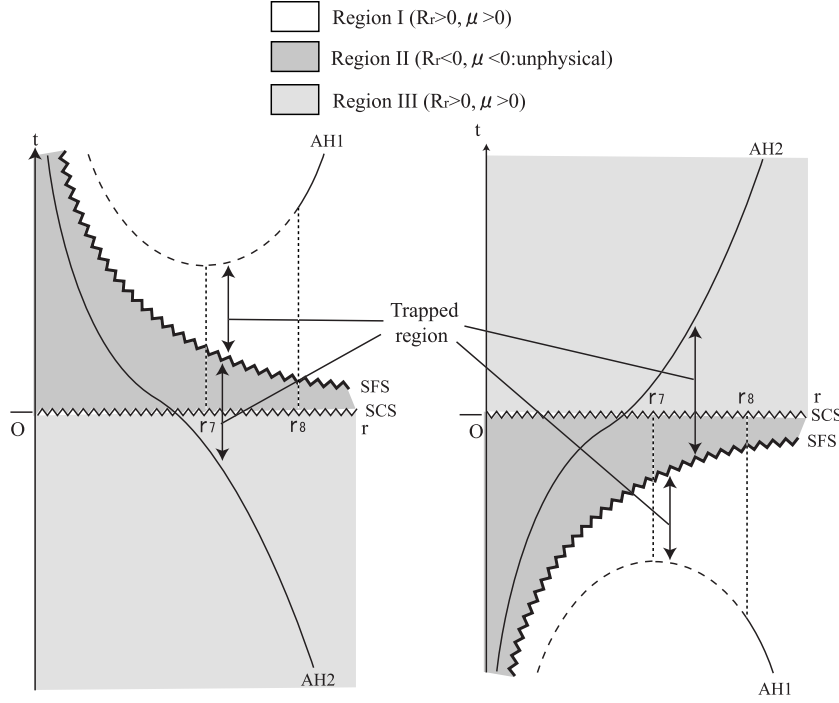 Region I (Rr>0, μ >0)
Region II (Rr<0, μ <0:unphysical)
Region III (Rr>0, μ >0)
t
AH1
t
AH2
Trapped
region
SFS
SCS
O
r7
r8
r
r7
r8
r
SCS
O
SFS
AH2
AH1